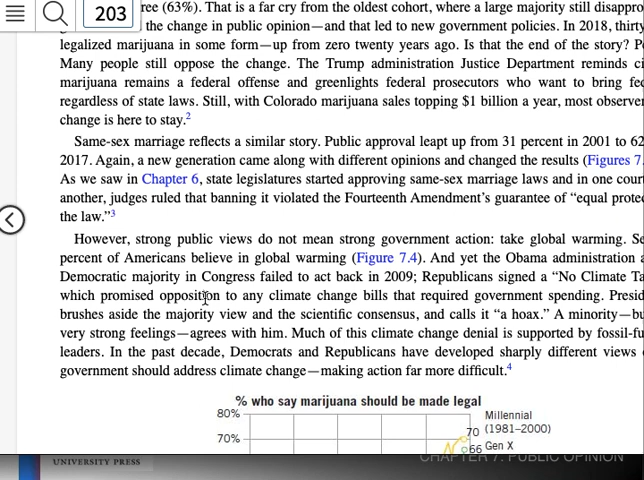 203
ree (63%). That is a far cry from the oldest cohort, where a large majority still disappro
the change in public opinion—and that led to new government policies. In 2018, thirty
legalized marijuana in some form—up from zero twenty years ago. Is that the end of the story? P
Many people still oppose the change. The Trump administration Justice Department reminds ci
marijuana remains a federal offense and greenlights federal prosecutors who want to bring fed
regardless of state laws. Still, with Colorado marijuana sales topping $1 billion a year, most observe
change is here to stay.2
Same-sex marriage reflects a similar story. Public approval leapt up from 31 percent in 2001 to 62
2017. Again, a new generation came along with different opinions and changed the results (Figures 7.
As we saw in Chapter 6, state legislatures started approving same-sex marriage laws and in one cour
another, judges ruled that banning it violated the Fourteenth Amendment’s guarantee of “equal prote
the law.”3
However, strong public views do not mean strong government action: take global warming. Se
percent of Americans believe in global warming (Figure 7.4). And yet the Obama administration a
Democratic majority in Congress failed to act back in 2009; Republicans signed a “No Climate Ta
which promised opposition to any climate change bills that required government spending. Presid
brushes aside the majority view and the scientific consensus, and calls it “a hoax.” A minority—bu
very strong feelings—agrees with him. Much of this climate change denial is supported by fossil-fu
leaders. In the past decade, Democrats and Republicans have developed sharply different views
government should address climate change—making action far more difficult.4
% who say marijuana should be made legal
80%
Millennial
70 (1981–2000)
70%
66 Gen X
UNIVERSITY PRESS
CHAPTER 7: PUBLIC OPINION